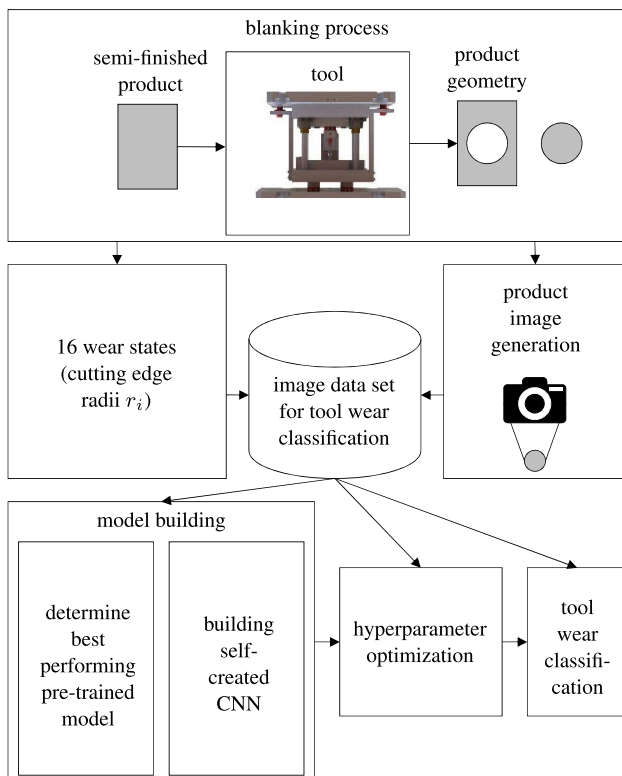 blanking process
semi-finished
product
tool
product
geometry
16 wear states
(cutting edge
radii r_i)
image data set
for tool wear
classification
product
image
generation
model building
determine
best
performing
pre-trained
model
building
self-
created
CNN
hyperparameter
optimization
tool
wear
classifi-
cation